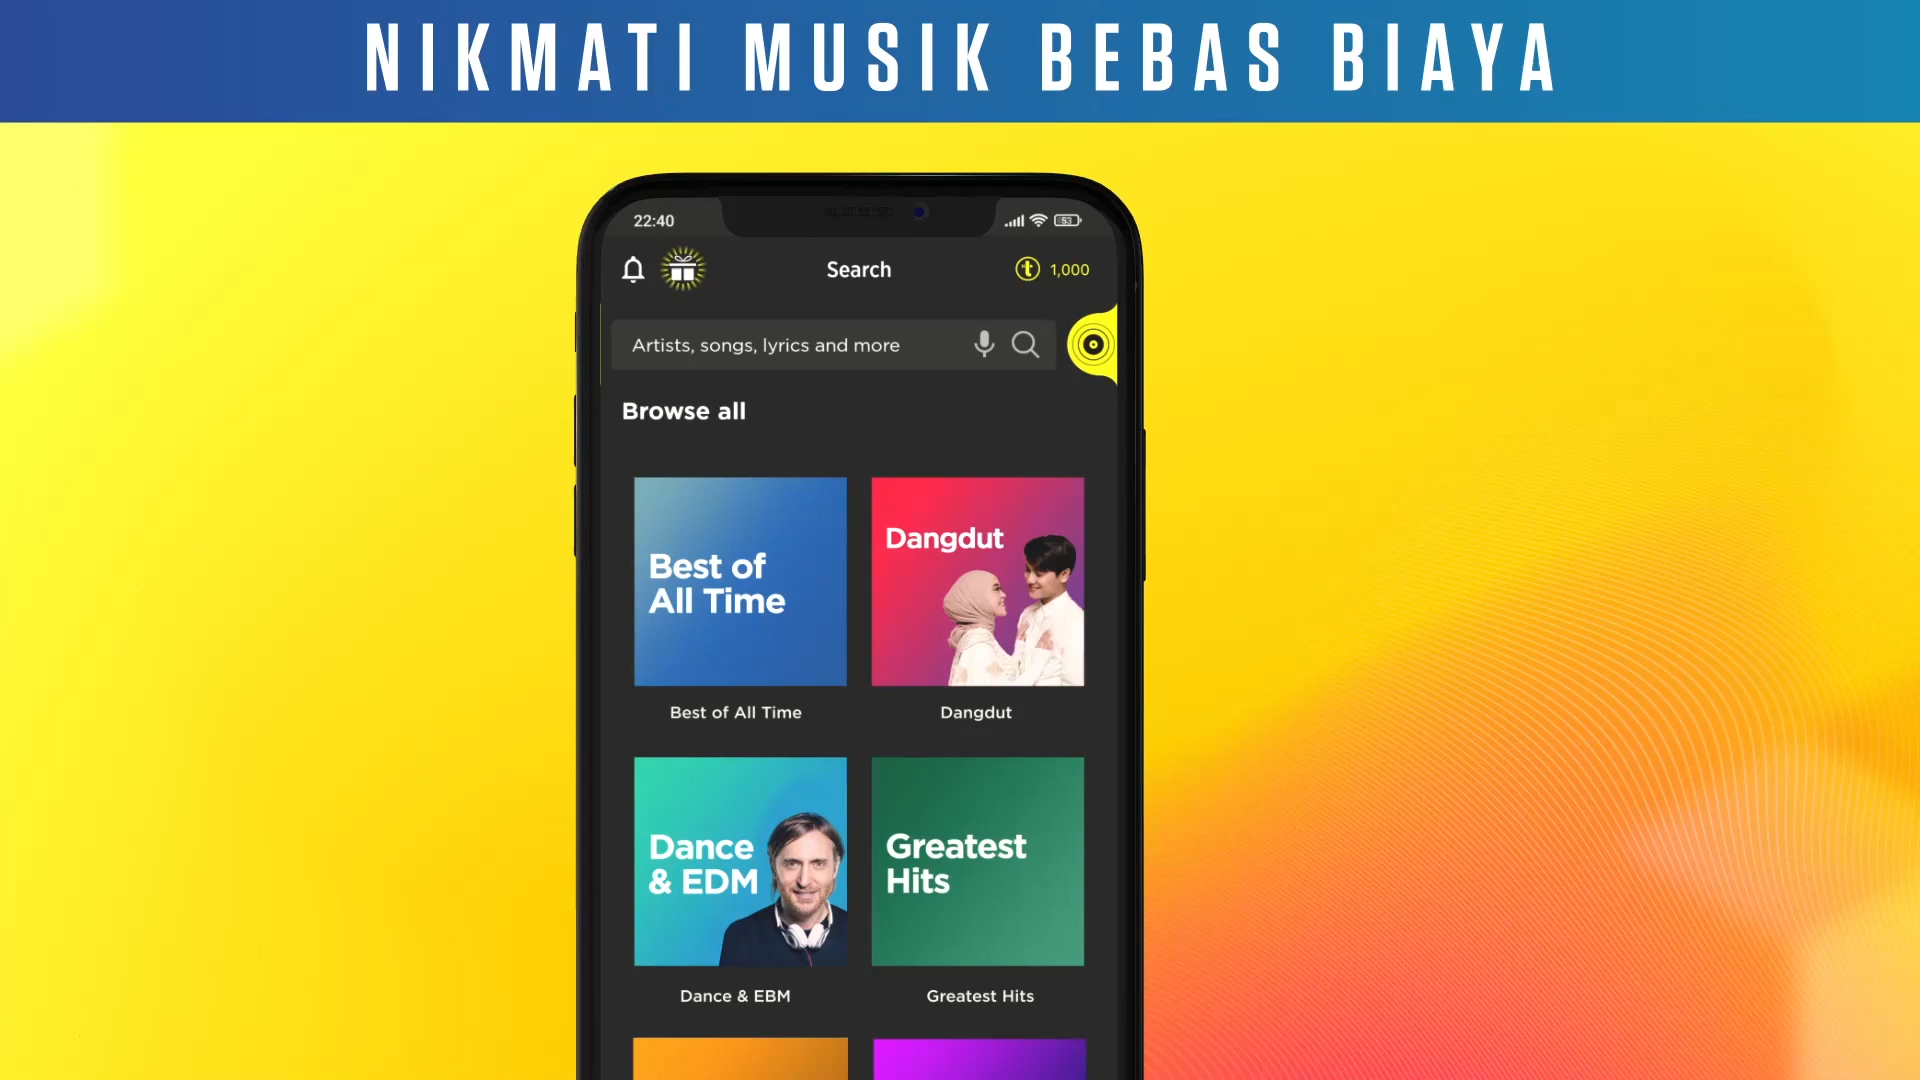 NIKMATI MUSIK BEBAS BIAYA
22:40
53
Search
1,000
Artists, songs, lyrics and more
Browse all
Best of
All Time
Dangdut
Best of All Time
Dangdut
Dance
& EDM
Greatest
Hits
Dance & EBM
Greatest Hits